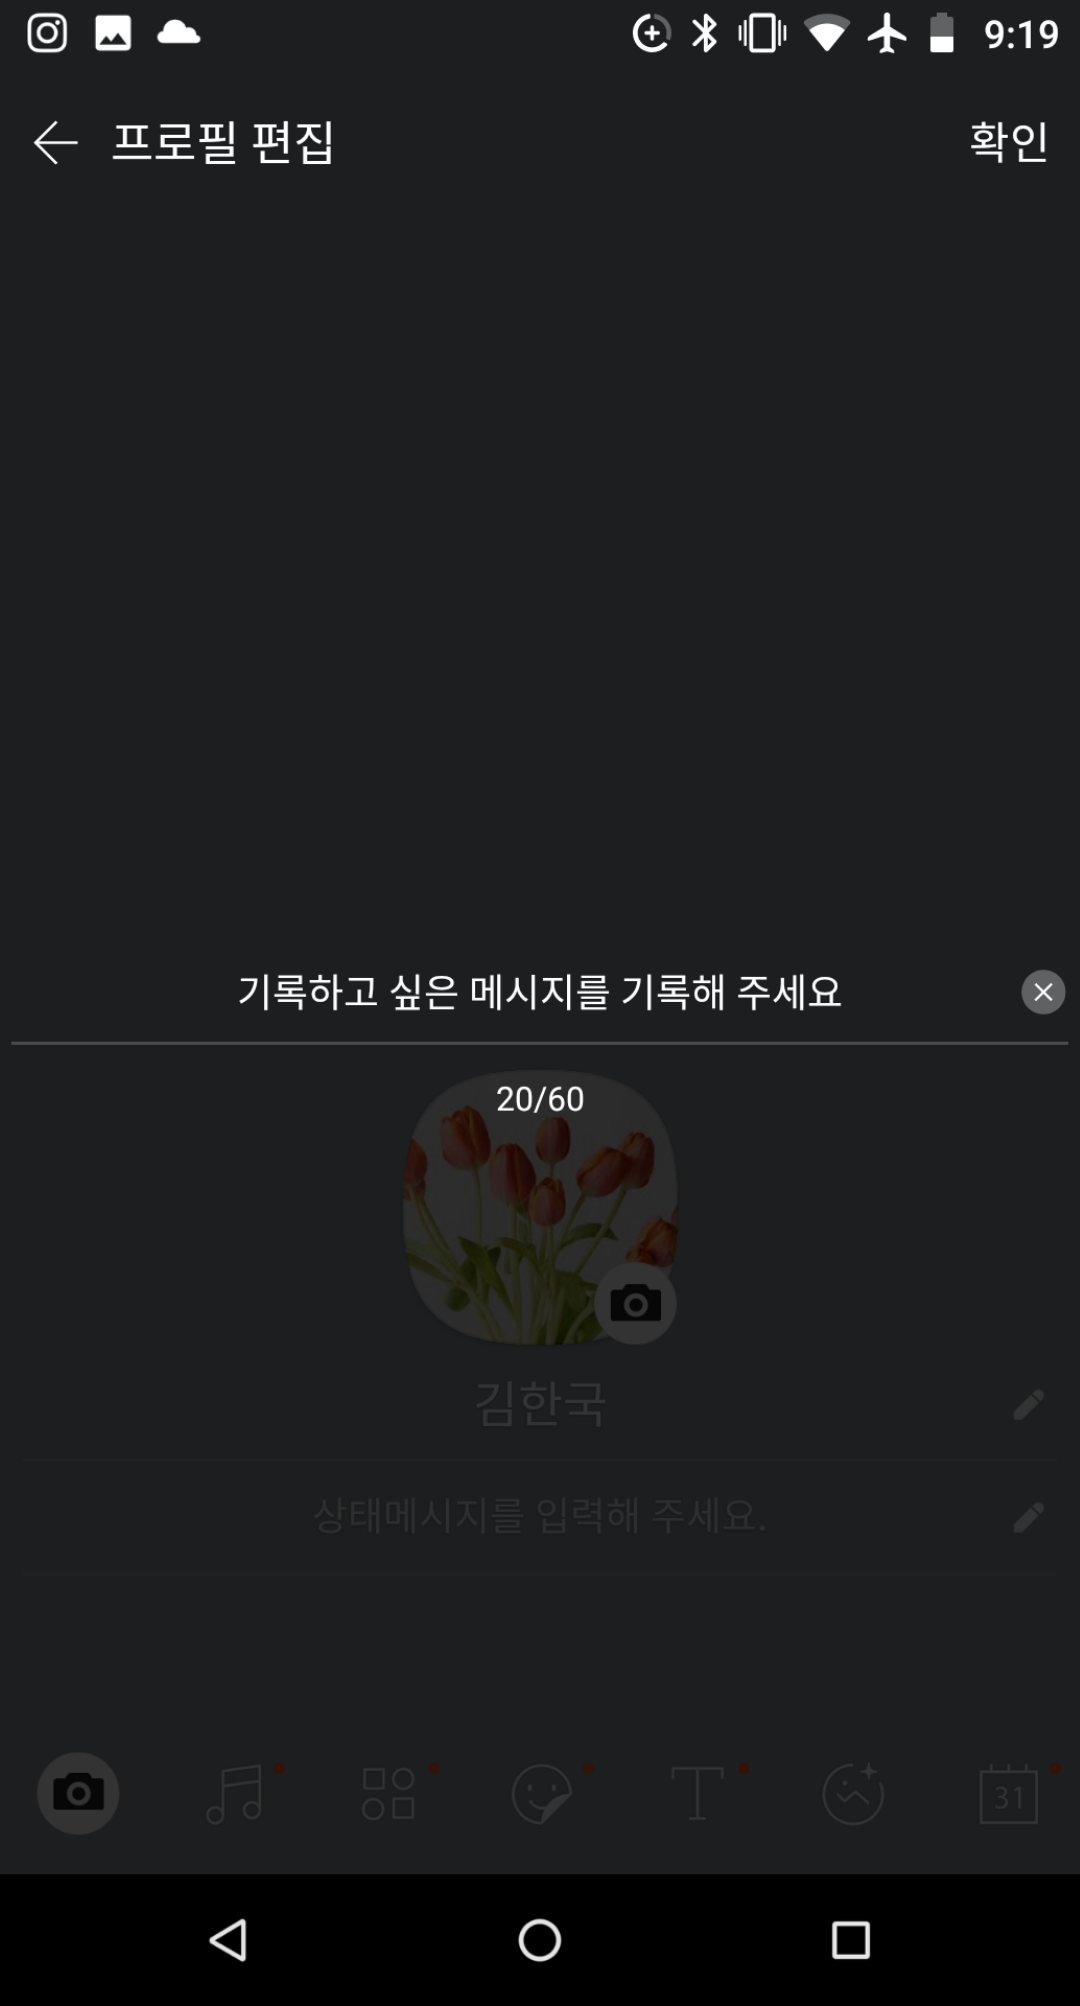 9:19
프로필 편집
확인
기록하고 싶은 메시지를 기록해 주세요
20/60
김한국
상태메시지를 입력해 주세요.
T
31